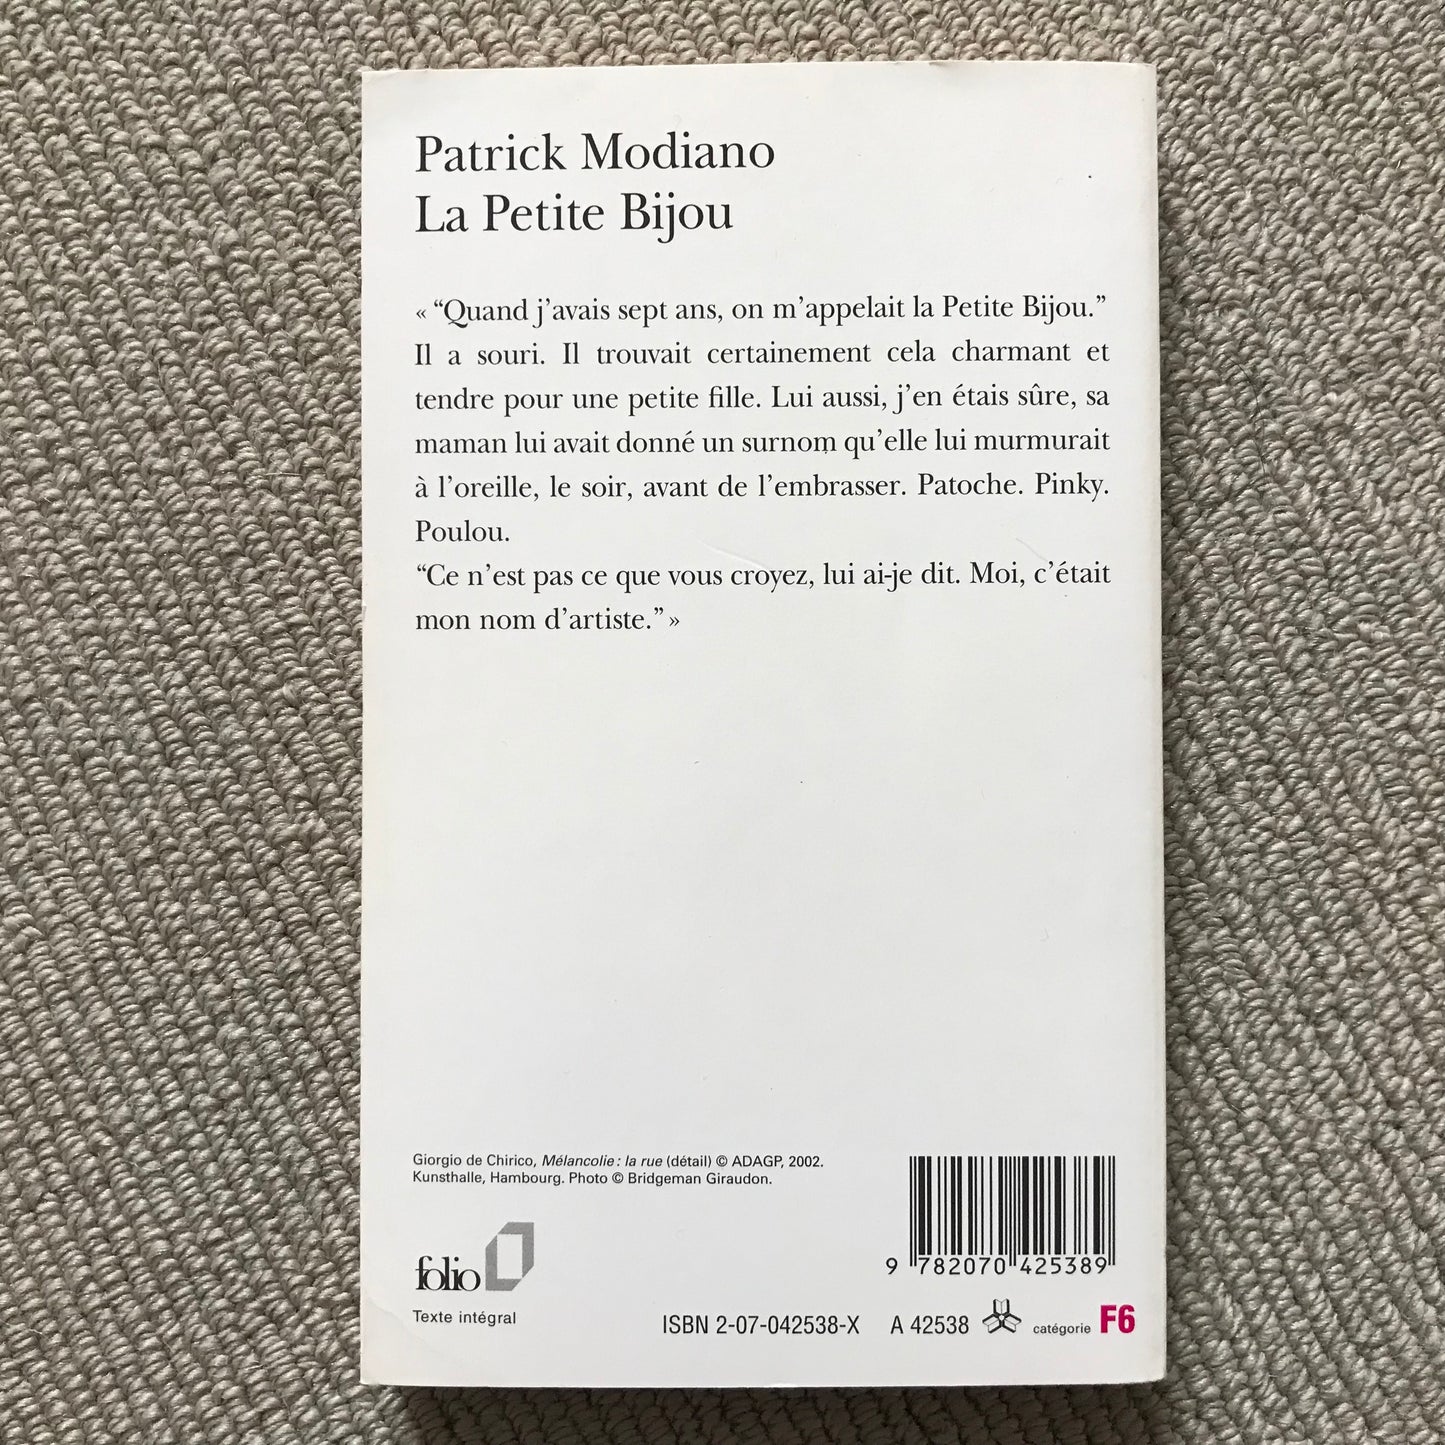 Patrick Modiano
La Petite Bijou
« “Quand j’avais sept ans, on m’appelait la Petite Bijou.”
Il a souri. Il trouvait certainement cela charmant et
tendre pour une petite fille. Lui aussi, j’en étais sûre, sa
maman lui avait donné un surnom qu’elle lui murmurait
à l’oreille, le soir, avant de l’embrasser. Patoche. Pinky.
Poulou.
“Ce n’est pas ce que vous croyez, lui ai-je dit. Moi, c’était
mon nom d’artiste.” »
Giorgio de Chirico, Mélancolie : la rue (détail) © ADAGP, 2002.
Kunsthalle, Hambourg. Photo © Bridgeman Giraudon.
folio
Texte intégral
9 782070 425389
ISBN 2-07-042538-X A 42538 catégorie F6